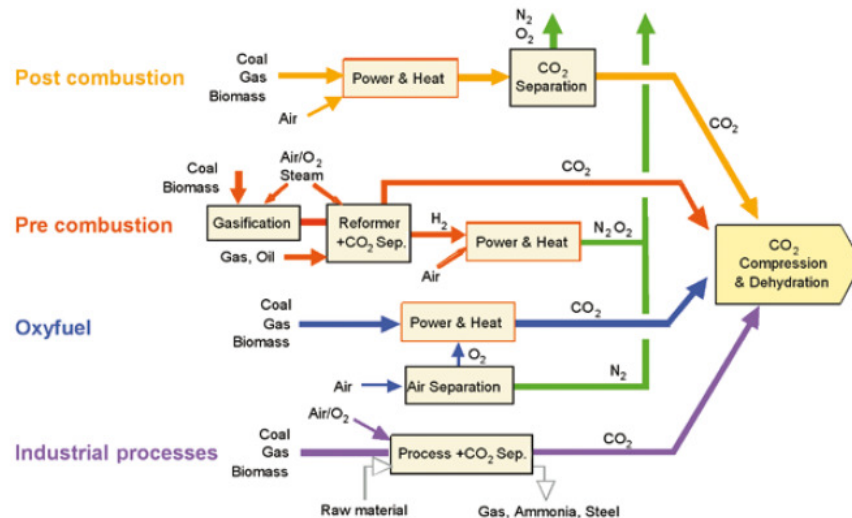 N2
O2
Coal
Gas
Biomass
Post combustion
Power & Heat
CO2
Separation
Air
CO2
Coal
Biomass
Air/O2
Steam
CO2
Pre combustion
Gasification
Reformer
+CO2 Sep.
H2
Power & Heat
N2O2
Gas, Oil
Air
CO2
Compression
& Dehydration
Coal
Gas
Biomass
Oxyfuel
Power & Heat
CO2
O2
Air
Air Separation
N2
Air/O2
Coal
Gas
Biomass
Industrial processes
Process +CO2 Sep.
CO2
Raw material
Gas, Ammonia, Steel